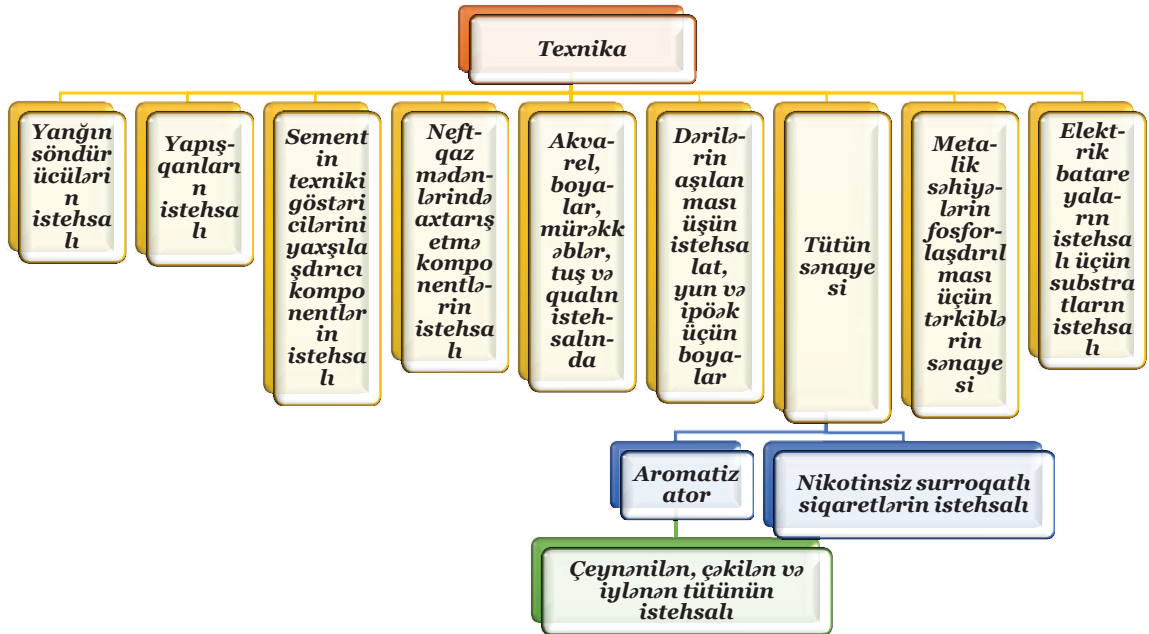 Texnika
Yanğın
söndür
ücüləri
n
istehsa
lı
Yapış-
qanları
n
istehsa
lı
Sement
in
texniki
göstəri
cilərini
yaxşıla
şdırıcı
kompo
nentlər
in
istehsa
lı
Neft-
qaz
mədən-
lərində
axtarış
etmə
kompo
nentlə-
rin
istehsa
lı
Akva-
rel,
boya-
lar,
mürəkk
əblər,
tuş və
qualın
isteh-
salın-
da
Dərilə-
rin
aşılan
ması
üşün
istehsa
lat,
yun və
ipöək
üçün
boya-
lar
Tütün
sənaye
si
Meta-
lik
səhiyə-
lərin
fosfor-
laşdırıl
ması
üçün
tərkiblə
rin
sənaye
si
Elekt-
rik
batare
yala-
rın
istehsa
lı üçün
substra
tların
istehsa
lı
Aromatiz
ator
Nikotinsiz surroqatlı
siqaretlərin istehsalı
Çeynənilən, çəkilən və
iylənən tütünün
istehsalı